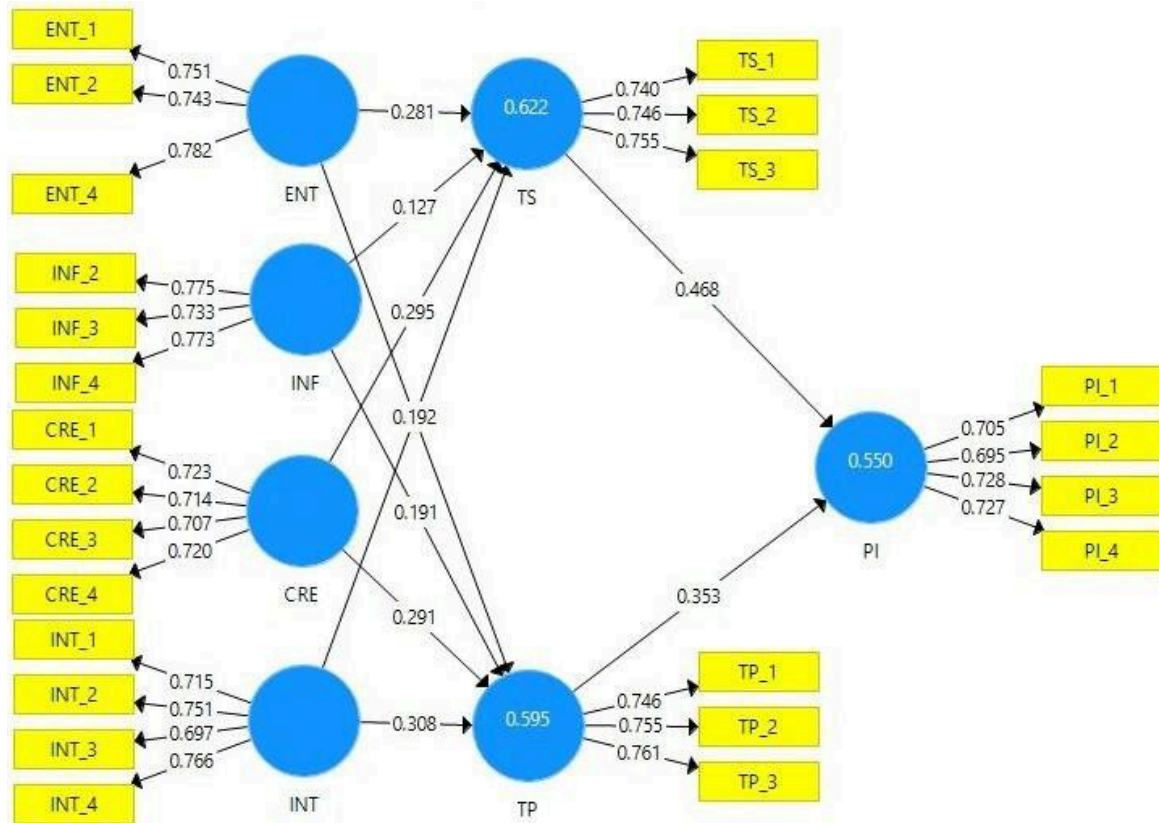 ENT_1
0.751
ENT_2
0.743
0.782
ENT_4
ENT
0.281
0.622
TS
0.740
TS_1
0.746
TS_2
0.755
TS_3
0.127
INF_2
0.775
INF_3
0.733
0.773
INF_4
INF
0.295
0.468
0.192
CRE_1
0.723
CRE_2
0.714
CRE_3
0.707
0.720
CRE_4
CRE
0.191
0.291
0.550
PI
0.705
PI_1
0.695
PI_2
0.728
PI_3
0.727
PI_4
0.353
INT_1
0.715
INT_2
0.751
INT_3
0.697
0.766
INT_4
INT
0.308
0.595
TP
0.746
TP_1
0.755
TP_2
0.761
TP_3